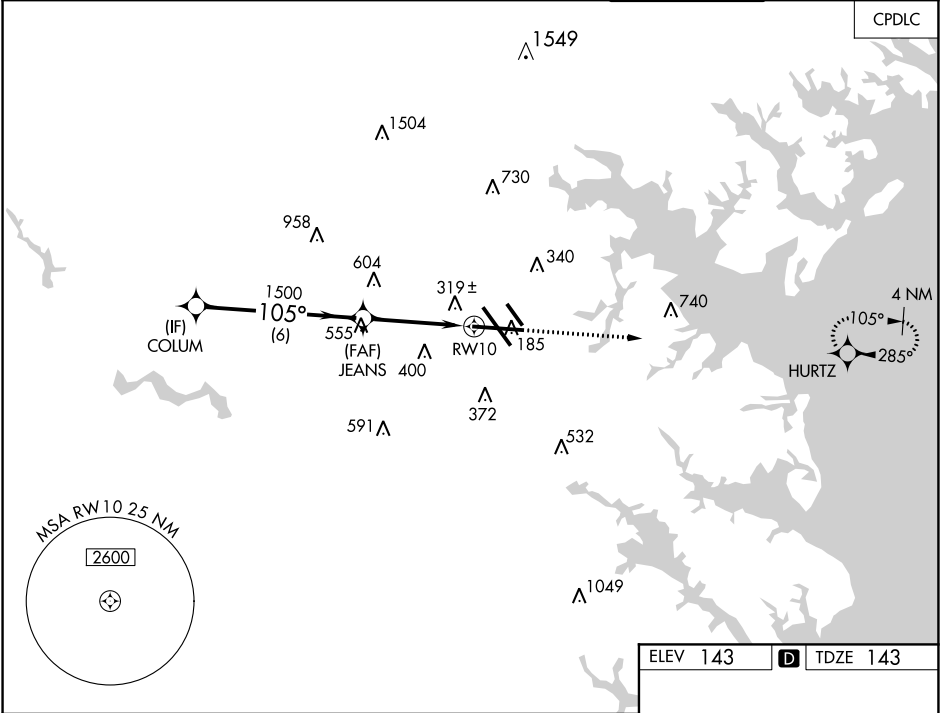 CPDLC
1549
1504
730
958
340
604
319±
1500
105°
(6)
740
4 NM
105°
285°
HURTZ
(IF)
COLUM
555
(FAF)
JEANS
400
RW10
185
372
591
532
MSA RW10 25 NM
2600
1049
ELEV 143 D TDZE 143